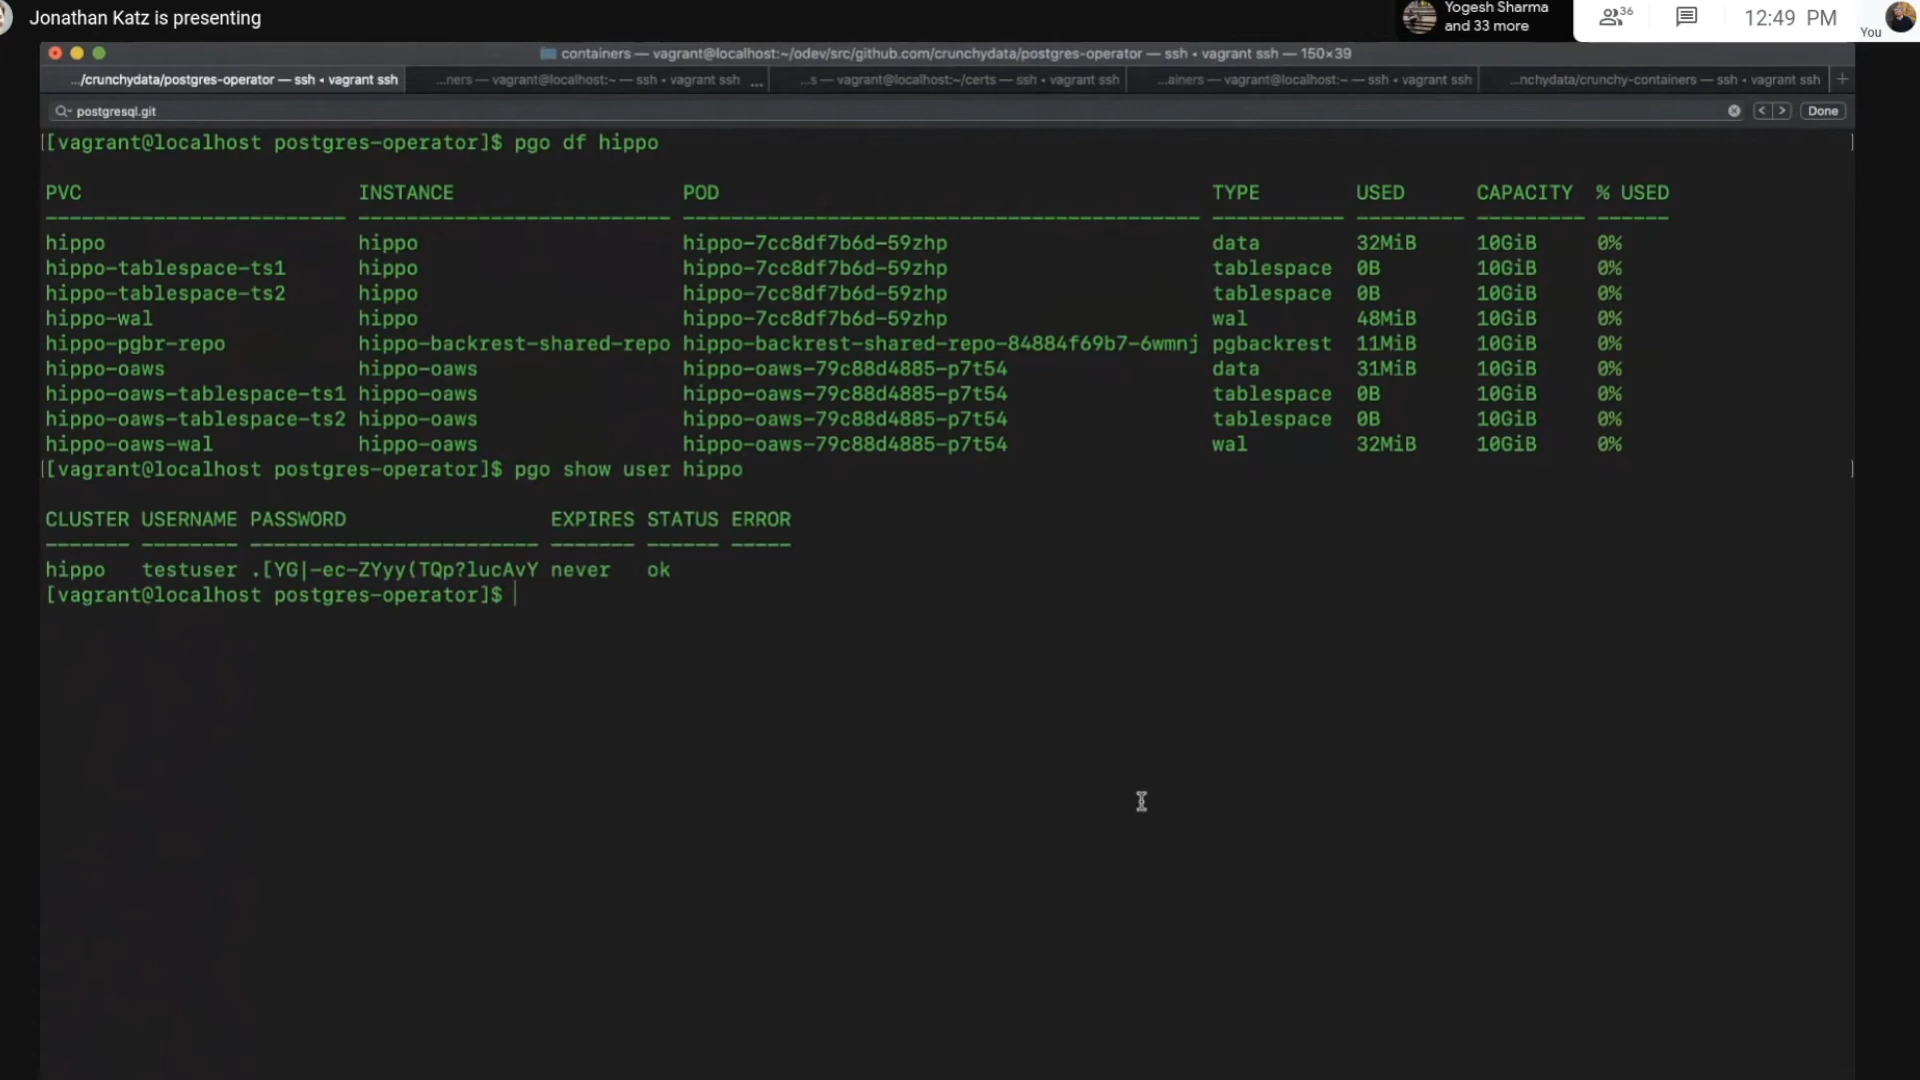 Jonathan Katz is presenting
Yogesh Sharma
and 33 more
36
12:49 PM
You
containers — vagrant@localhost:~/odev/src/github.com/crunchydata/postgres-operator — ssh ‹ vagrant ssh — 150×39
.../crunchydata/postgres-operator — ssh ‹ vagrant ssh
...ners — vagrant@localhost:~ — ssh ‹ vagrant ssh ...
...s — vagrant@localhost:~/certs — ssh ‹ vagrant ssh
...ainers — vagrant@localhost:~ — ssh ‹ vagrant ssh
...nchydata/crunchy-containers — ssh ‹ vagrant ssh
postgresql.git
< > Done
[[vagrant@localhost postgres-operator]$ pgo df hippo ]
PVC INSTANCE POD TYPE USED CAPACITY % USED
hippo hippo hippo-7cc8df7b6d-59zhp data 32MiB 10GiB 0%
hippo-tablespace-ts1 hippo hippo-7cc8df7b6d-59zhp tablespace 0B 10GiB 0%
hippo-tablespace-ts2 hippo hippo-7cc8df7b6d-59zhp tablespace 0B 10GiB 0%
hippo-wal hippo hippo-7cc8df7b6d-59zhp wal 48MiB 10GiB 0%
hippo-pgbr-repo hippo-backrest-shared-repo hippo-backrest-shared-repo-84884f69b7-6wmnj pgbackrest 11MiB 10GiB 0%
hippo-oaws hippo-oaws hippo-oaws-79c88d4885-p7t54 data 31MiB 10GiB 0%
hippo-oaws-tablespace-ts1 hippo-oaws hippo-oaws-79c88d4885-p7t54 tablespace 0B 10GiB 0%
hippo-oaws-tablespace-ts2 hippo-oaws hippo-oaws-79c88d4885-p7t54 tablespace 0B 10GiB 0%
hippo-oaws-wal hippo-oaws hippo-oaws-79c88d4885-p7t54 wal 32MiB 10GiB 0%
[[vagrant@localhost postgres-operator]$ pgo show user hippo ]
CLUSTER USERNAME PASSWORD EXPIRES STATUS ERROR
hippo testuser .[YG|-ec-ZYyy(TQp?lucAvY never ok
[vagrant@localhost postgres-operator]$